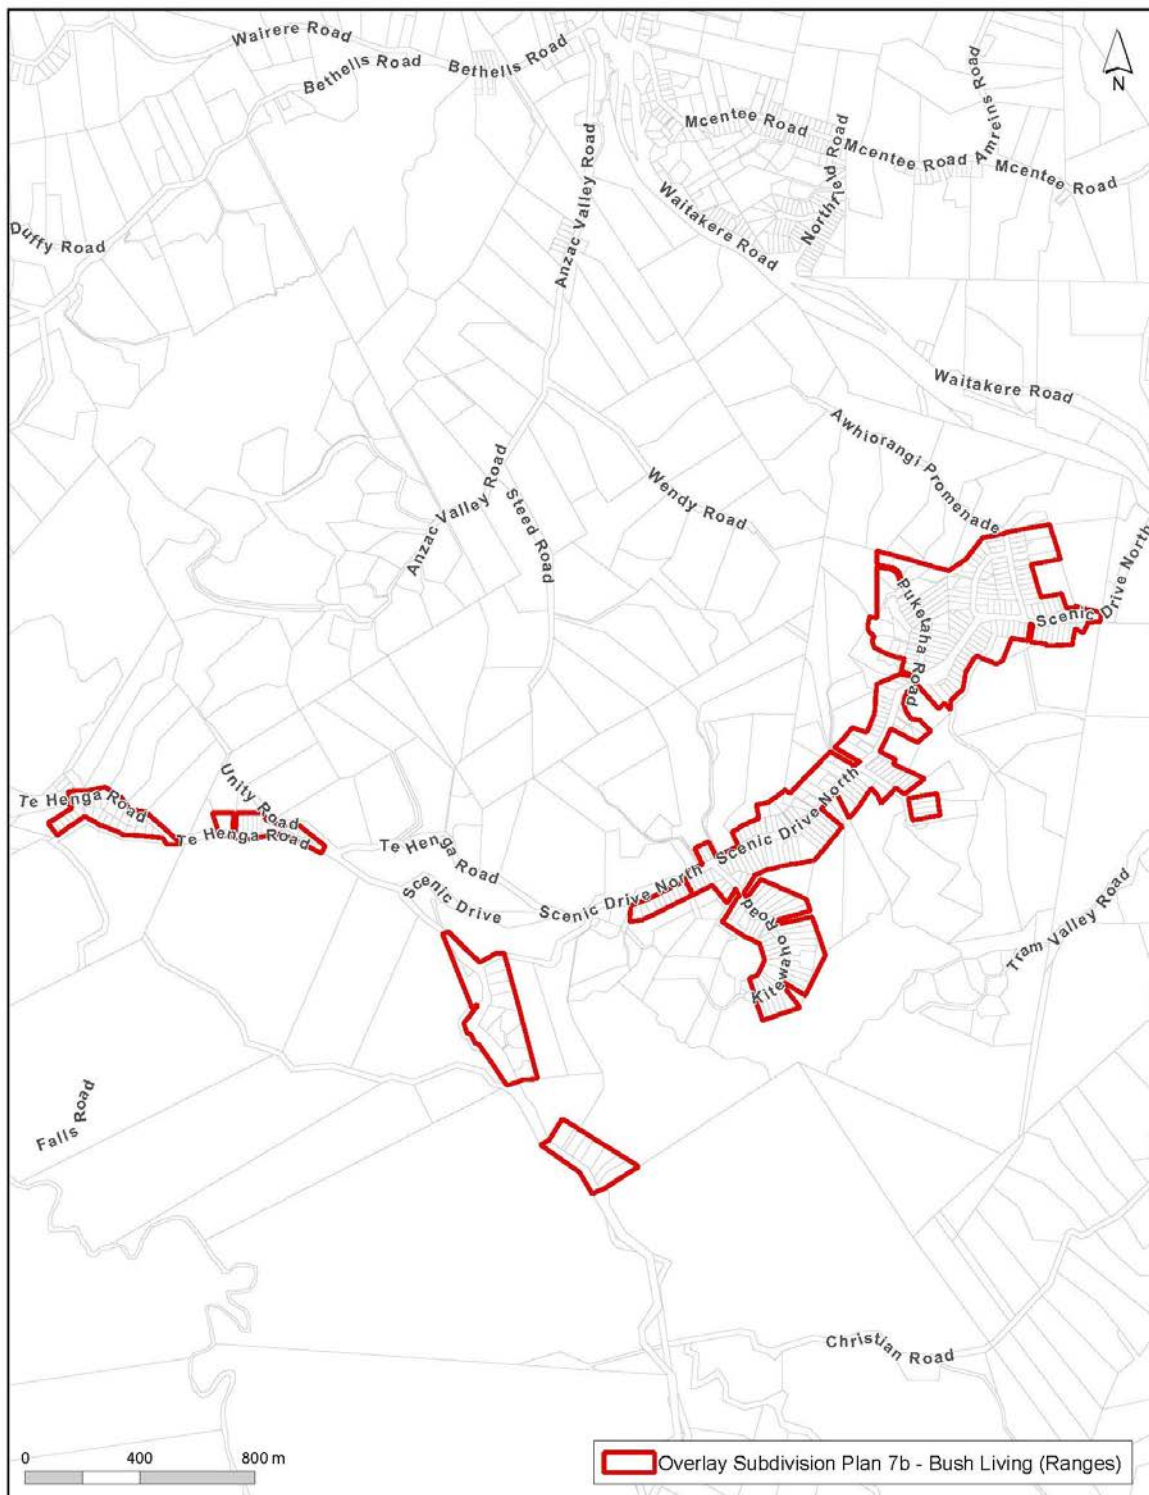 Wairere Road
Bethells Road
Bethells Road
N
Amreins Road
Mcentee Road
Mcentee Road
Mcentee Road
Northfield Road
Anzac Valley Road
Waitakere Road
Duffy Road
Waitakere Road
Awhiorangi Promenade
Wendy Road
Anzac Valley Road
Steed Road
Scenic Drive North
Puketaha Road
Unity Road
Te Henga Road
Te Henga Road
Te Henga Road
Scenic Drive North
Scenic Drive
Scenic Drive North
Kitewaho Road
Tram Valley Road
Falls Road
Christian Road
0 400 800 m
Overlay Subdivision Plan 7b - Bush Living (Ranges)